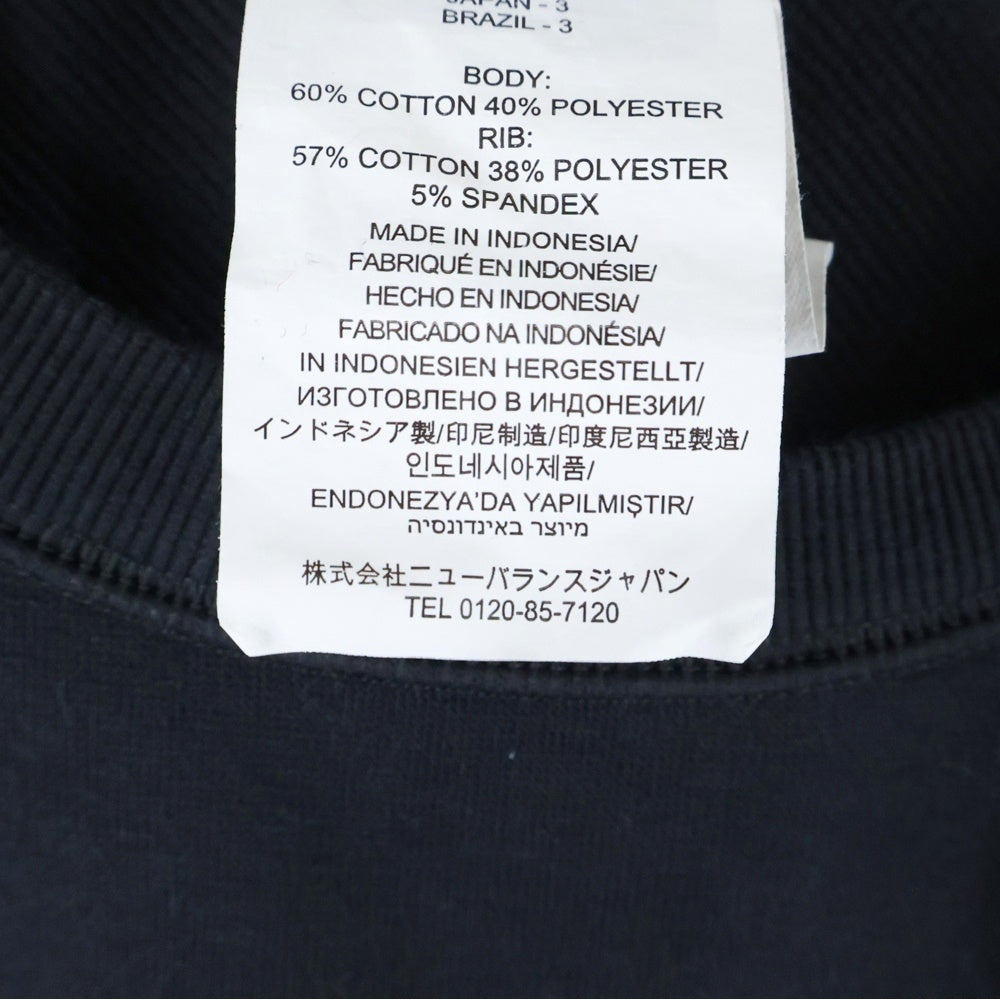 JAPAN - 3
BRAZIL - 3
BODY:
60% COTTON 40% POLYESTER
RIB:
57% COTTON 38% POLYESTER
5% SPANDEX
MADE IN INDONESIA/
FABRIQUÉ EN INDONÉSIE/
HECHO EN INDONESIA/
FABRICADO NA INDONÉSIA/
IN INDONESIEN HERGESTELLT/
ИЗГОТОВЛЕНО В ИНДОНЕЗИИ/
インドネシア製/印尼制造/印度尼西亞製造/
인도네시아제품/
ENDONEZYA'DA YAPILMIŞTIR/
מיוצר באינדונסיה
株式会社ニューバランスジャパン
TEL 0120-85-7120